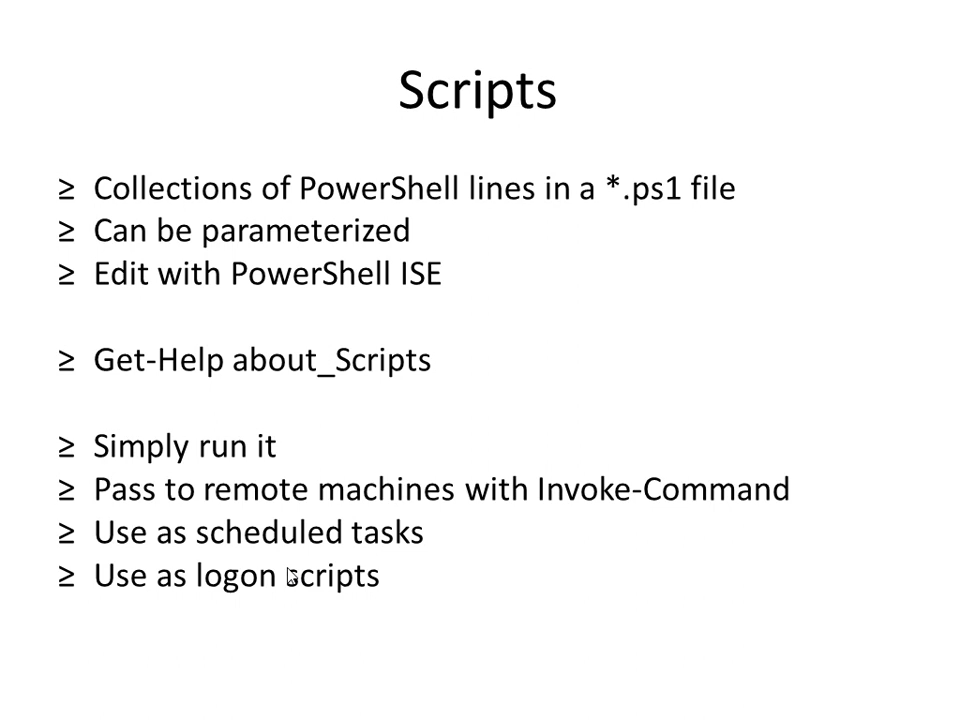 Scripts
≥ Collections of PowerShell lines in a *.ps1 file
≥ Can be parameterized
≥ Edit with PowerShell ISE
≥ Get-Help about_Scripts
≥ Simply run it
≥ Pass to remote machines with Invoke-Command
≥ Use as scheduled tasks
≥ Use as logon scripts